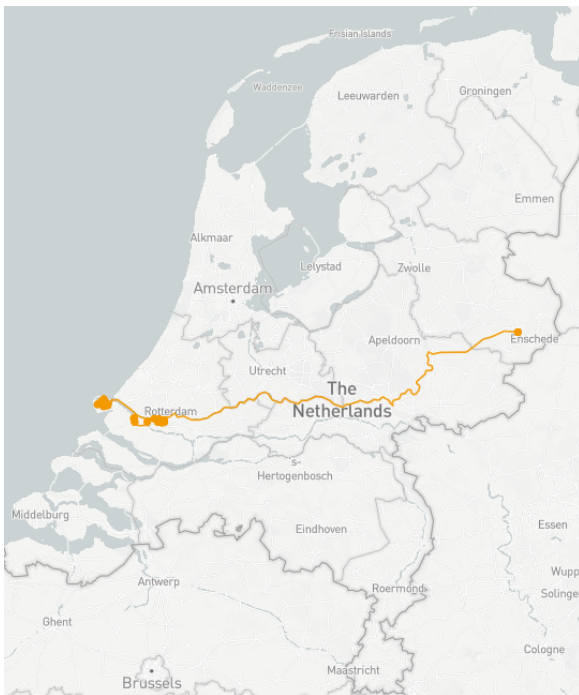 Frisian Islands
Waddenzee
Groningen
Leeuwarden
Emmen
Alkmaar
Lelystad
Zwolle
Amsterdam
Apeldoorn
Enschede
Utrecht
The
Netherlands
Rotterdam
Hertogenbosch
Middelburg
Eindhoven
Essen
Antwerp
Roermond
Wupp
Solingen
Ghent
Cologne
Maastricht
Brussels